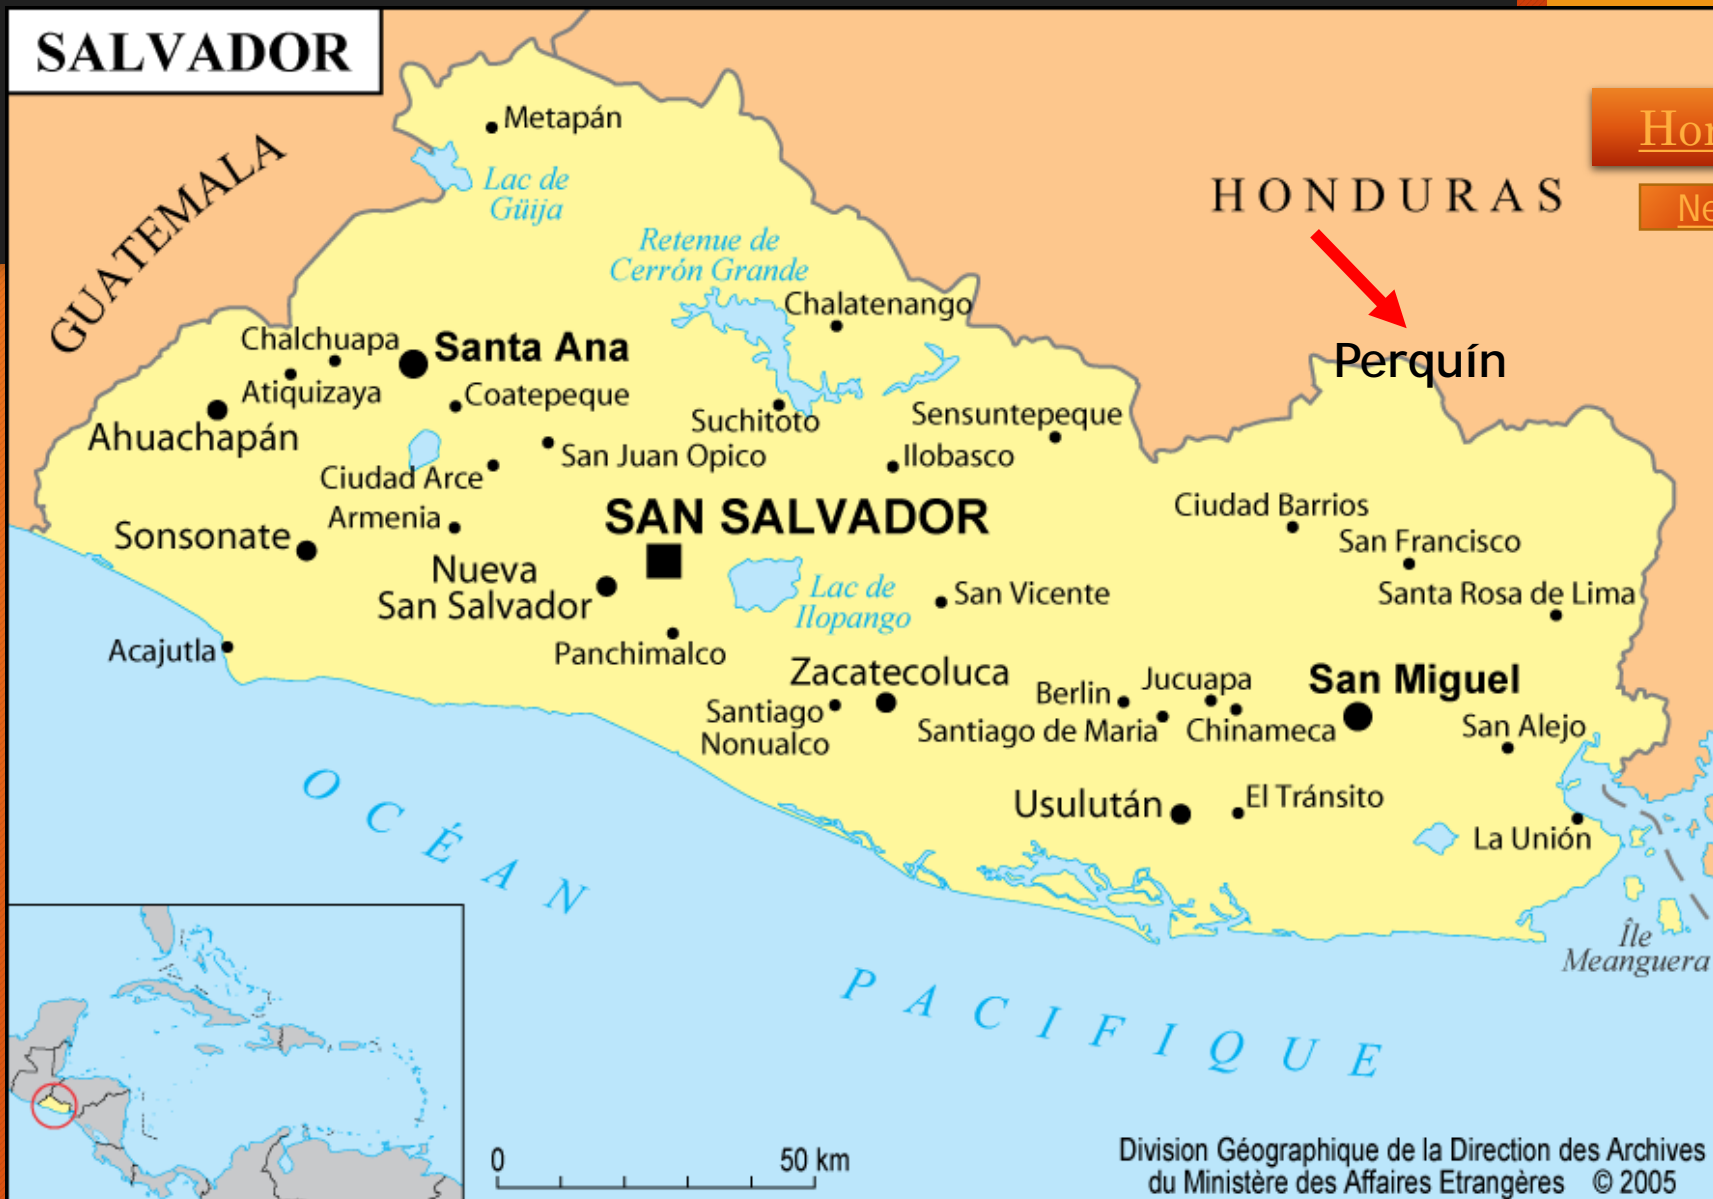 SALVADOR
Metapán
GUATEMALA
Lac de
Güija
HONDURAS
Retenue de
Cerrón Grande
Chalatenango
Perquín
Chalchuapa
Santa Ana
Atiquizaya
Coatepeque
Ahuachapán
Suchitoto
Sensuntepeque
San Juan Opico
Ilobasco
Ciudad Arce
Armenia
SAN SALVADOR
Ciudad Barrios
Sonsonate
San Francisco
Nueva
San Salvador
Lac de
Ilopango
San Vicente
Santa Rosa de Lima
Acajutla
Panchimalco
Zacatecoluca
Berlin
Jucuapa
San Miguel
Santiago
Nonualco
Santiago de Maria
Chinameca
San Alejo
Usulután
El Tránsito
La Unión
OCÉAN
PACIFIQUE
Île
Meanguera
0
50 km
Division Géographique de la Direction des Archives
du Ministère des Affaires Etrangères © 2005